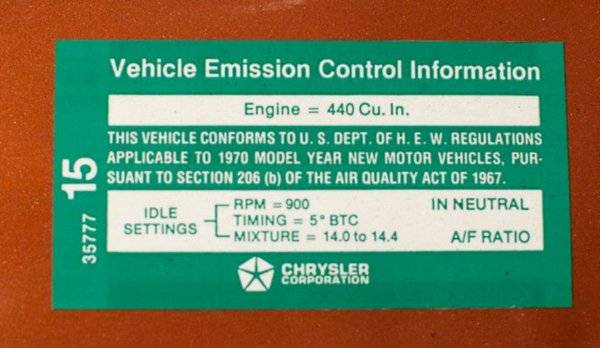 Vehicle Emission Control Information
Engine = 440 Cu. In.
THIS VEHICLE CONFORMS TO U. S. DEPT. OF H. E. W. REGULATIONS
APPLICABLE TO 1970 MODEL YEAR NEW MOTOR VEHICLES, PUR-
SUANT TO SECTION 206 (b) OF THE AIR QUALITY ACT OF 1967.
IDLE
SETTINGS
RPM = 900 IN NEUTRAL
TIMING = 5° BTC
MIXTURE = 14.0 to 14.4 A/F RATIO
CHRYSLER
CORPORATION
35777 15